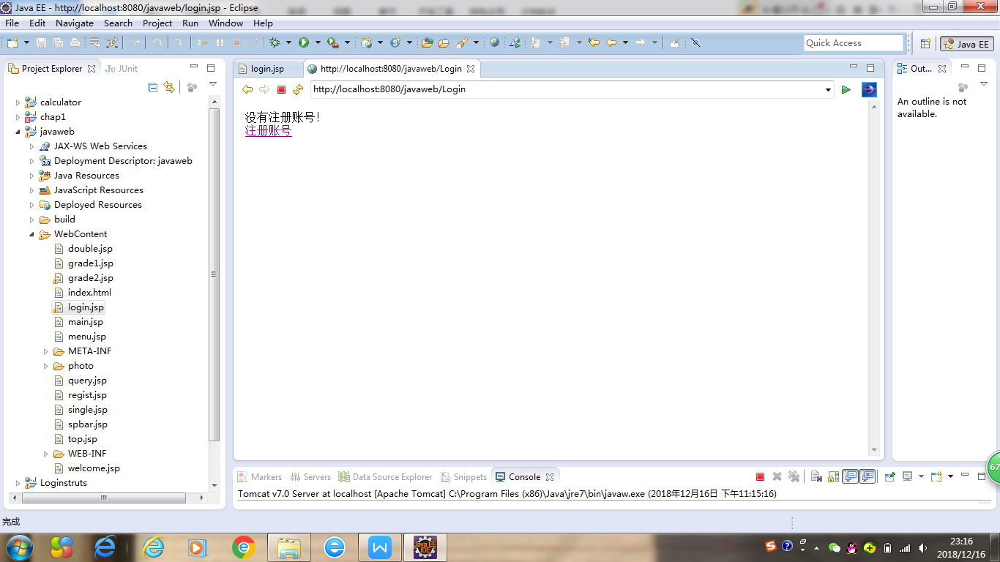 Java EE - http://localhost:8080/javaweb/login.jsp - Eclipse
File Edit Navigate Search Project Run Window Help
Quick Access
Java EE
Project Explorer
JUnit
login.jsp
http://localhost:8080/javaweb/Login
Out...
http://localhost:8080/javaweb/Login
An outline is not
available.
没有注册账号！
注册账号
calculator
chap1
javaweb
JAX-WS Web Services
Deployment Descriptor: javaweb
Java Resources
JavaScript Resources
Deployed Resources
build
WebContent
double.jsp
grade1.jsp
grade2.jsp
index.html
login.jsp
main.jsp
menu.jsp
META-INF
photo
query.jsp
regist.jsp
single.jsp
spbar.jsp
top.jsp
WEB-INF
welcome.jsp
Loginstruts
67
Markers Servers Data Source Explorer Snippets Console
Tomcat v7.0 Server at localhost [Apache Tomcat] C:\Program Files (x86)\Java\jre7\bin\javaw.exe (2018年12月16日 下午11:15:16)
完成
Java EE
IDE
23:16
2018/12/16